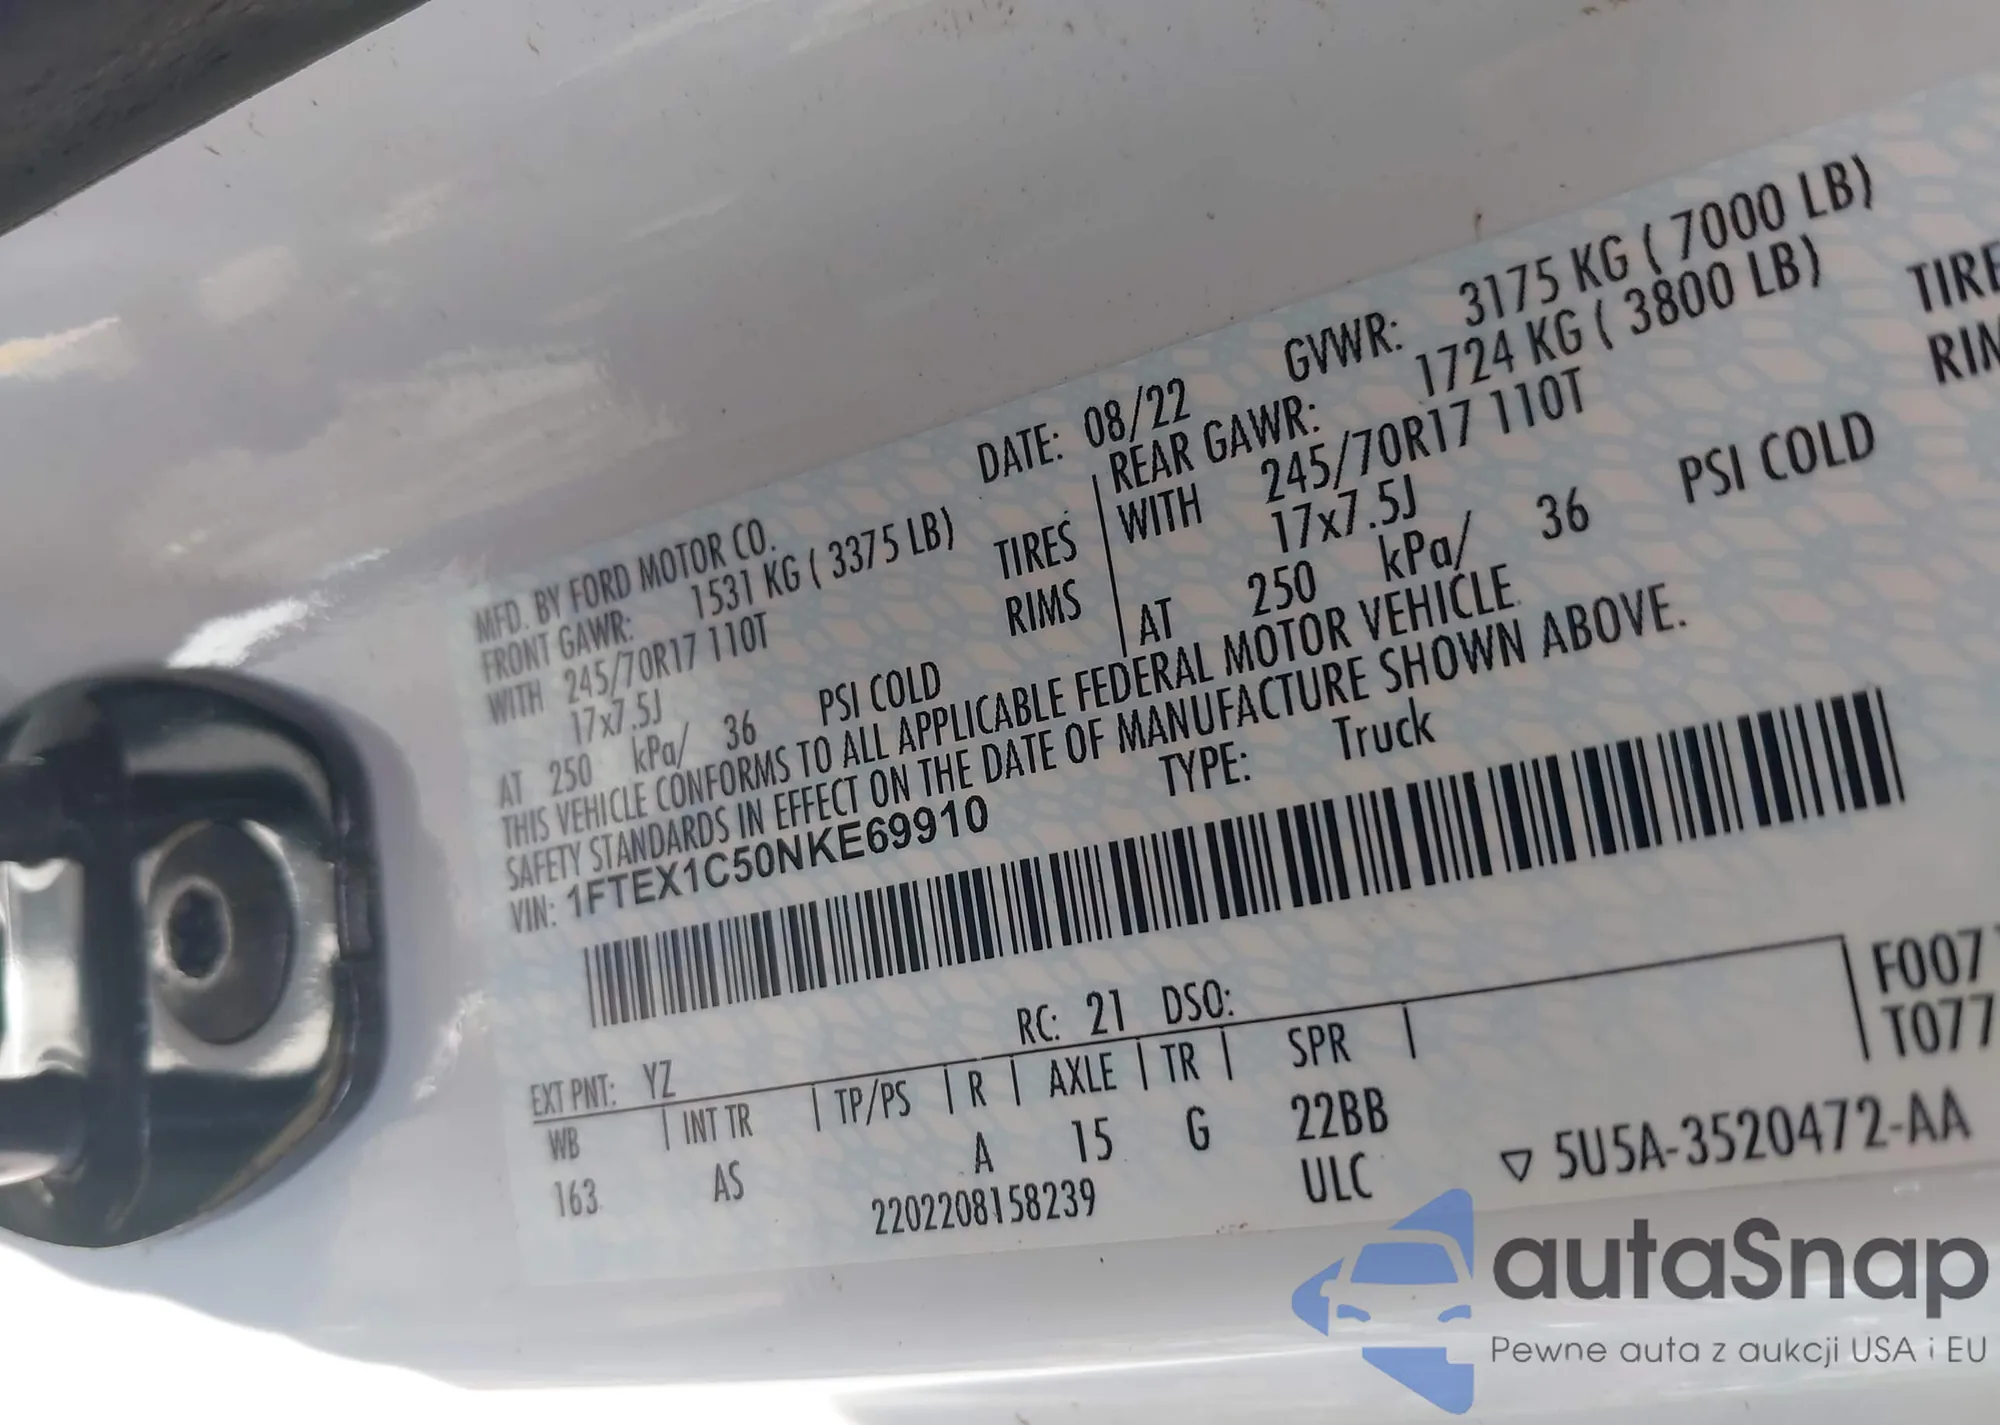 MFD. BY FORD MOTOR CO.
DATE: 08/22
GVWR: 3175 KG ( 7000 LB)
FRONT GAWR: 1531 KG ( 3375 LB)
REAR GAWR: 1724 KG ( 3800 LB)
WITH 245/70R17 110T TIRES
WITH 245/70R17 110T
17x7.5J RIMS
17x7.5J
AT 250 kPa/ 36 PSI COLD
AT 250 kPa/ 36 PSI COLD
THIS VEHICLE CONFORMS TO ALL APPLICABLE FEDERAL MOTOR VEHICLE
SAFETY STANDARDS IN EFFECT ON THE DATE OF MANUFACTURE SHOWN ABOVE.
VIN: 1FTEX1C50NKE69910
TYPE: Truck
EXT PNT: YZ RC: 21 DSO:
WB | INT TR | TP/PS | R | AXLE | TR | SPR |
163 AS A 15 G 22BB
2202208158239 ULC
F007
T077
▽ 5U5A-3520472-AA
autaSnap
Pewne auta z aukcji USA i EU